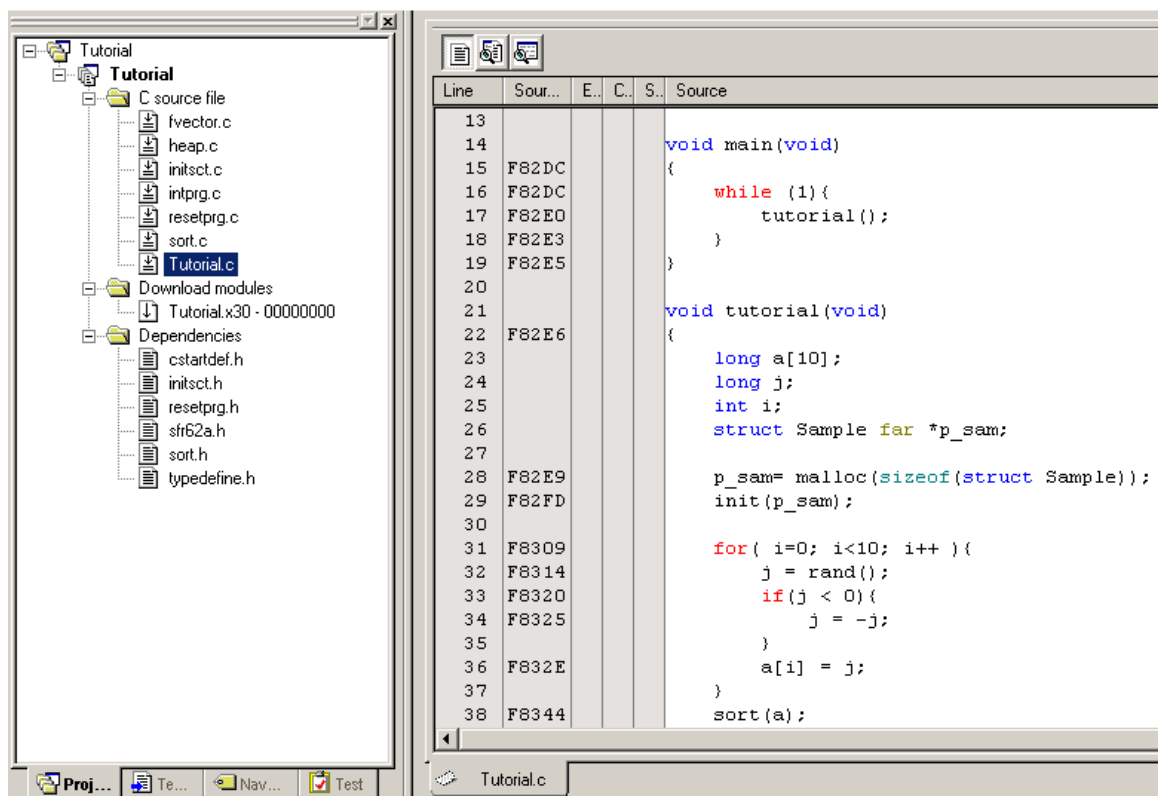 Tutorial
Tutorial
C source file
fvector.c
heap.c
initsct.c
intprg.c
resetprg.c
sort.c
Tutorial.c
Download modules
Tutorial.x30 - 00000000
Dependencies
cstartdef.h
initsct.h
resetprg.h
sfr62a.h
sort.h
typedefine.h
Proj... Te... Nav... Test
Line Sour... E.. C.. S.. Source
13
14 void main(void)
15 F82DC {
16 F82DC while (1){
17 F82E0 tutorial();
18 F82E3 }
19 F82E5 }
20
21 void tutorial(void)
22 F82E6 {
23 long a[10];
24 long j;
25 int i;
26 struct Sample far *p_sam;
27
28 F82E9 p_sam= malloc(sizeof(struct Sample));
29 F82FD init(p_sam);
30
31 F8309 for( i=0; i<10; i++ ){
32 F8314 j = rand();
33 F8320 if(j < 0){
34 F8325 j = -j;
35 }
36 F832E a[i] = j;
37 }
38 F8344 sort(a);
Tutorial.c